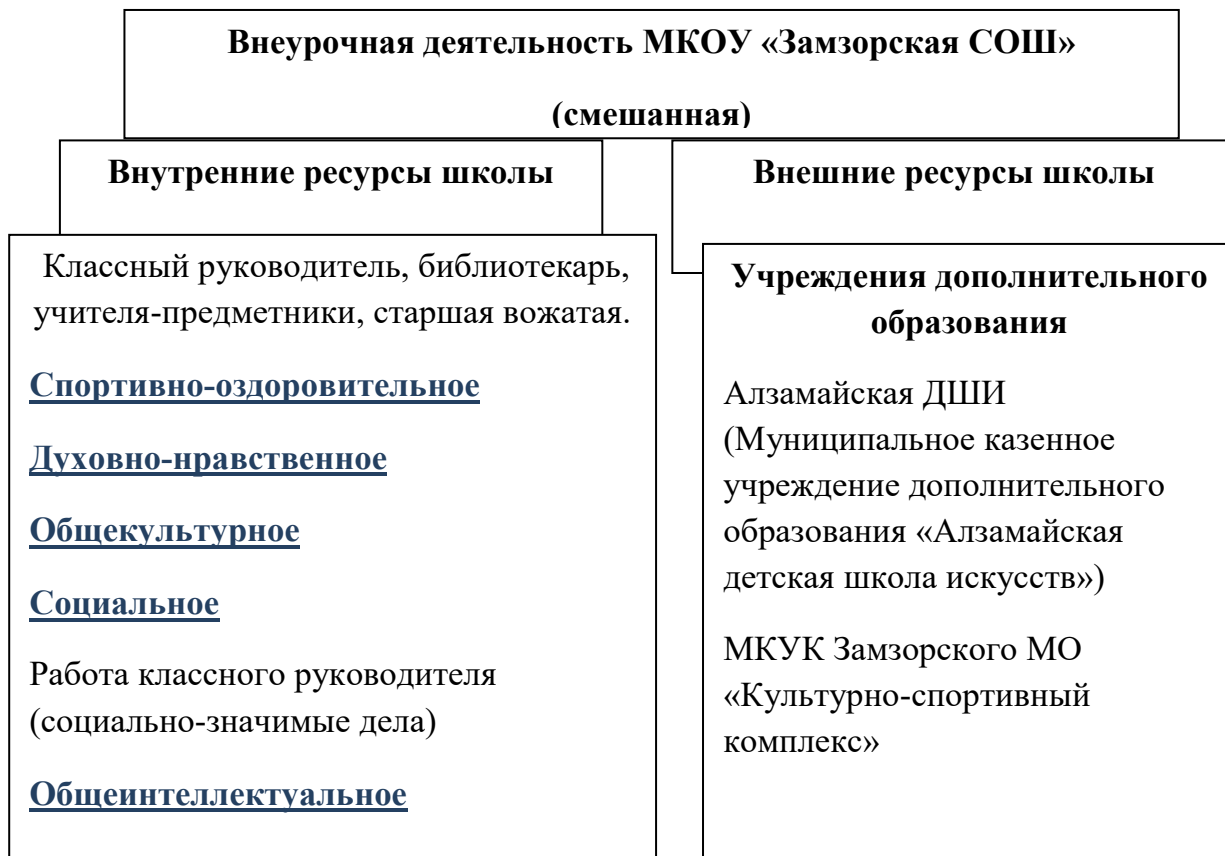 Внеурочная деятельность МКОУ «Замзорская СОШ»
(смешанная)
Внутренние ресурсы школы
Внешние ресурсы школы
Классный руководитель, библиотекарь,
учителя-предметники, старшая вожатая.
Спортивно-оздоровительное
Духовно-нравственное
Общекультурное
Социальное
Работа классного руководителя
(социально-значимые дела)
Общеинтеллектуальное
Учреждения дополнительного
образования
Алзамайская ДШИ
(Муниципальное казенное
учреждение дополнительного
образования «Алзамайская
детская школа искусств»)
МКУК Замзорского МО
«Культурно-спортивный
комплекс»